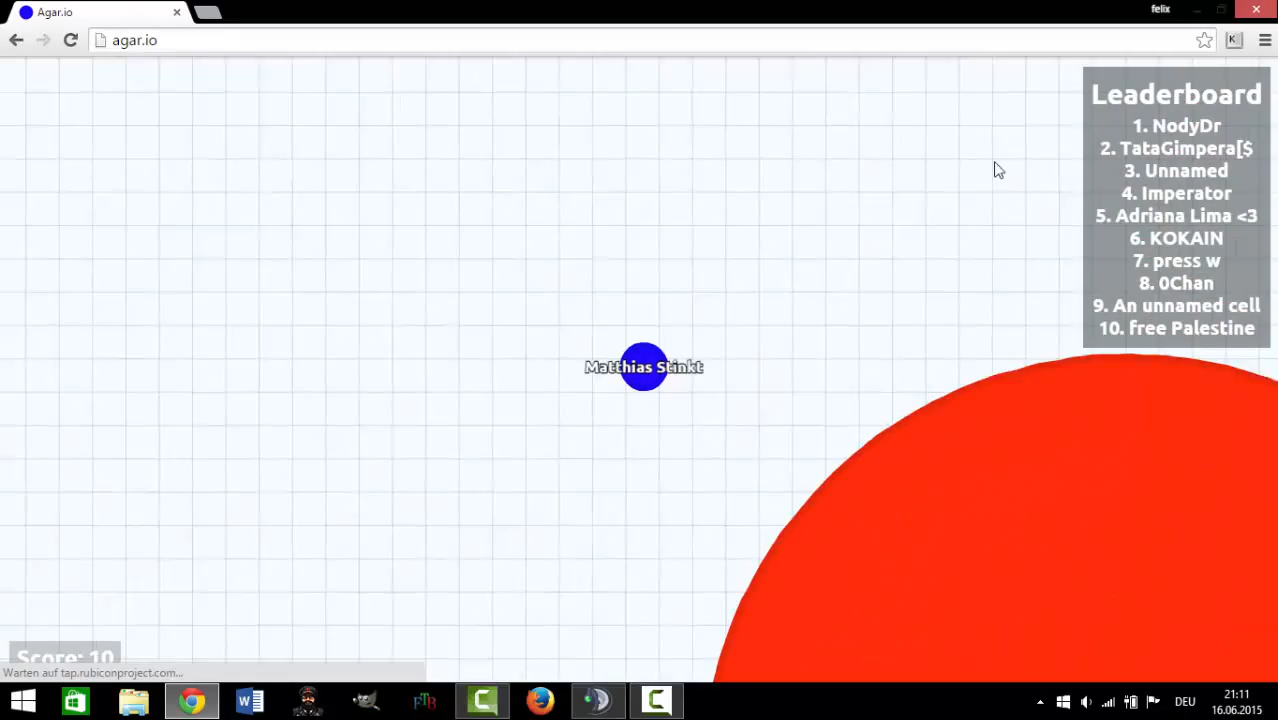 Agar.io
felix
agar.io
Leaderboard
1. NodyDr
2. TataGimpera[$
3. Unnamed
4. Imperator
5. Adriana Lima <3
6. KOKAIN
7. press w
8. 0Chan
9. An unnamed cell
10. free Palestine
Matthias Stinkt
Score: 10
Warten auf tap.rubiconproject.com...
DEU
21:11
16.06.2015